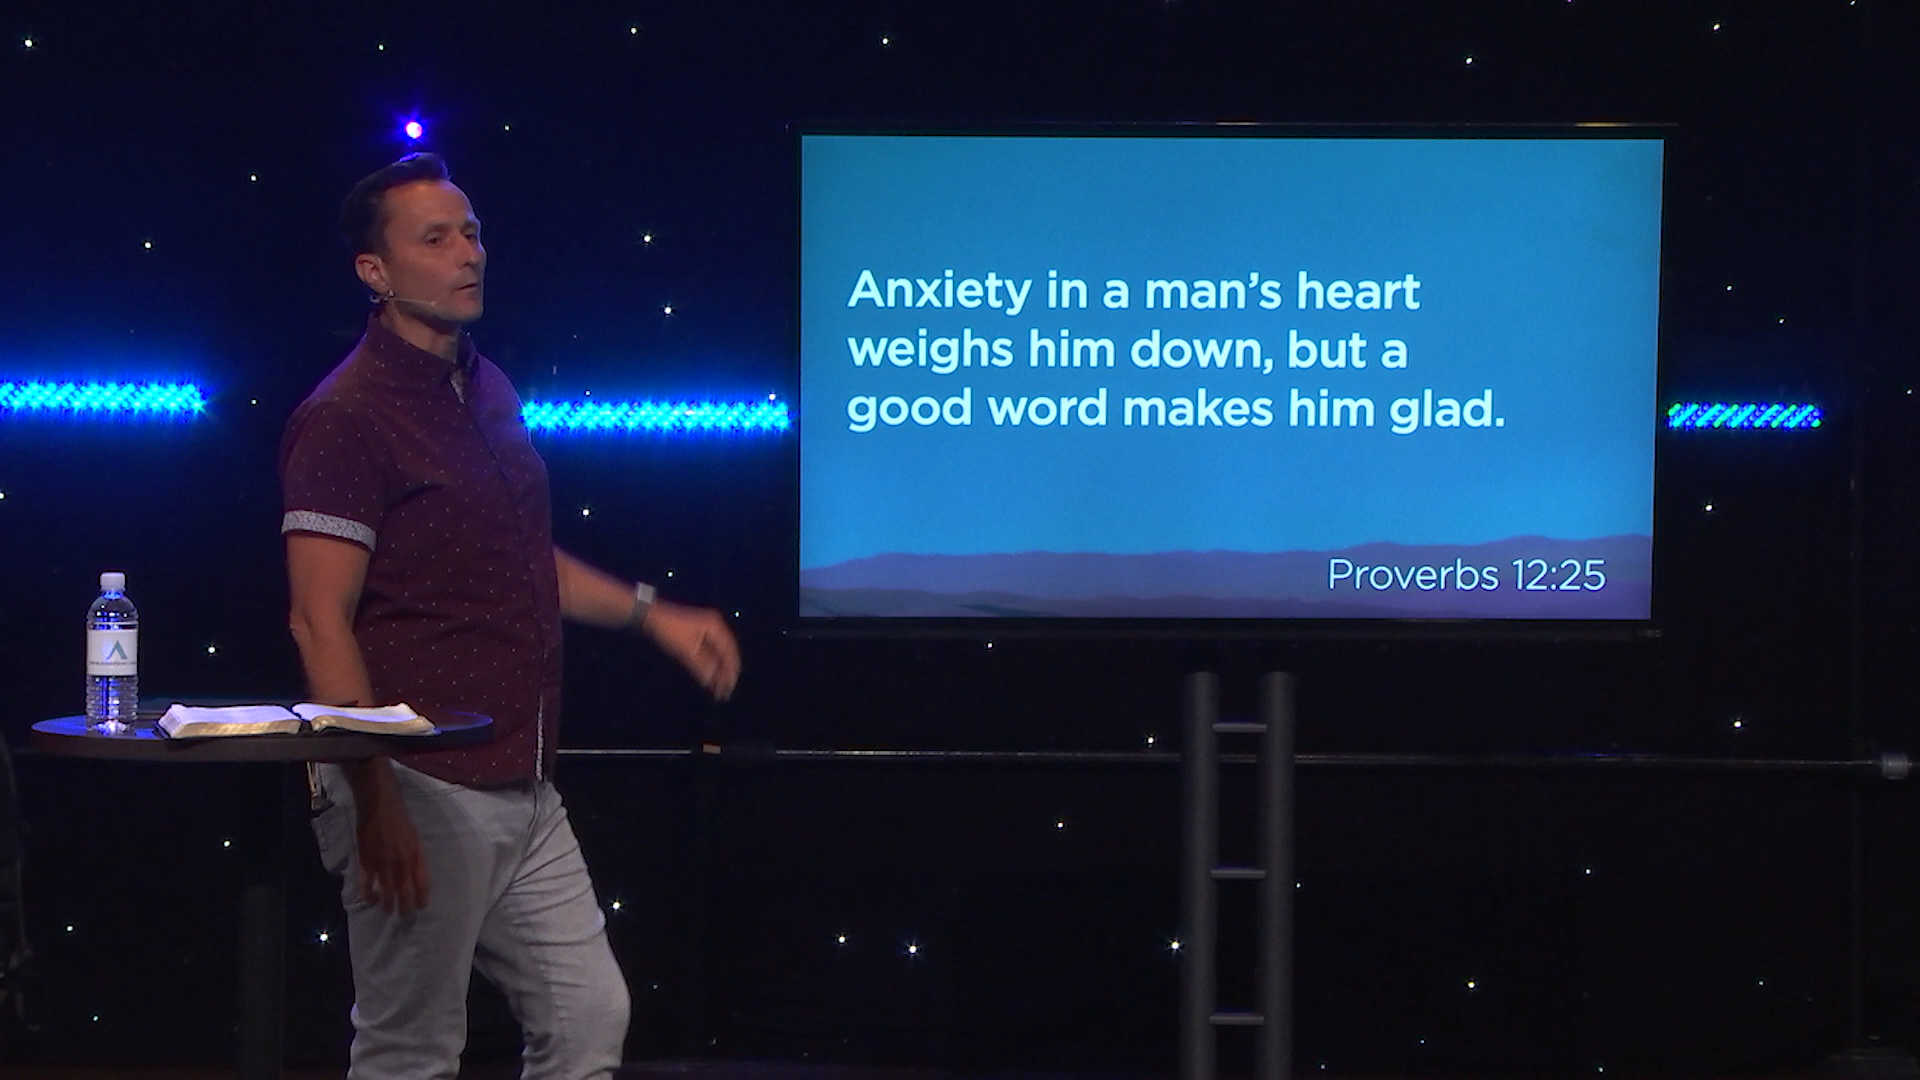 Anxiety in a man's heart
weighs him down, but a
good word makes him glad.
Proverbs 12:25